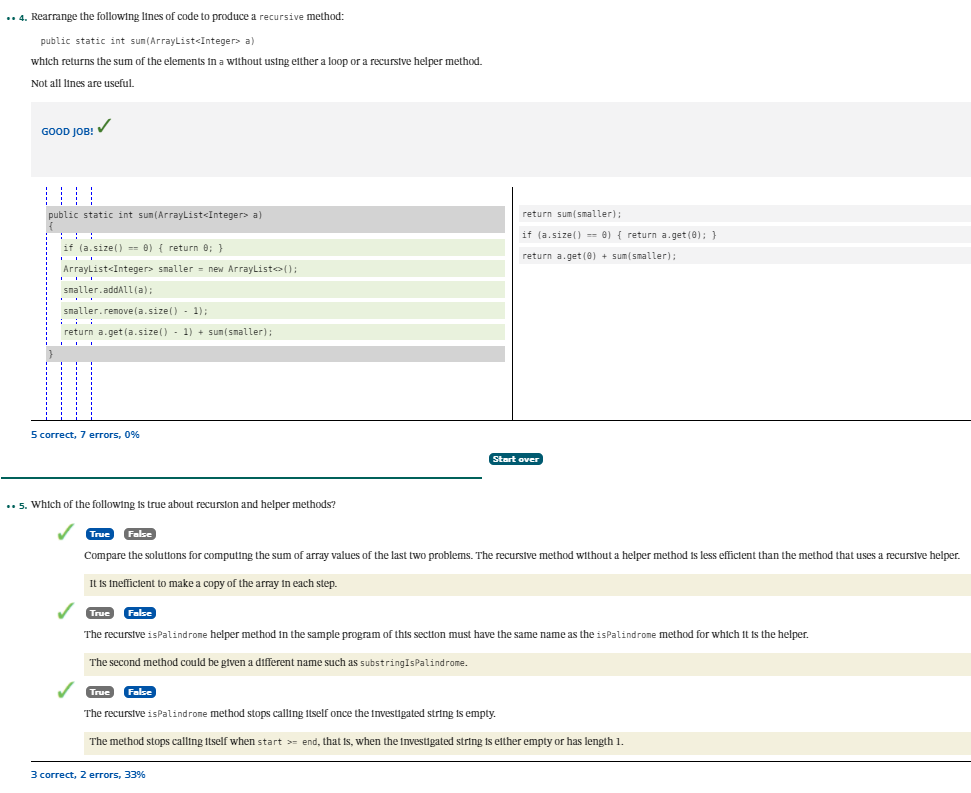 •• 4. Rearrange the following lines of code to produce a recursive method:
public static int sum(ArrayList<Integer> a)
which returns the sum of the elements in a without using either a loop or a recursive helper method.
Not all lines are useful.
GOOD JOB!
public static int sum(ArrayList<Integer> a)
{
if (a.size() == 0) { return 0; }
ArrayList<Integer> smaller = new ArrayList<>();
smaller.addAll(a);
smaller.remove(a.size() - 1);
return a.get(a.size() - 1) + sum(smaller);
}
return sum(smaller);
if (a.size() == 0) { return a.get(0); }
return a.get(0) + sum(smaller);
5 correct, 7 errors, 0%
Start over
•• 5. Which of the following is true about recursion and helper methods?
True False
Compare the solutions for computing the sum of array values of the last two problems. The recursive method without a helper method is less efficient than the method that uses a recursive helper.
It is inefficient to make a copy of the array in each step.
True False
The recursive isPalindrome helper method in the sample program of this section must have the same name as the isPalindrome method for which it is the helper.
The second method could be given a different name such as substringIsPalindrome.
True False
The recursive isPalindrome method stops calling itself once the investigated string is empty.
The method stops calling itself when start >= end, that is, when the investigated string is either empty or has length 1.
3 correct, 2 errors, 33%